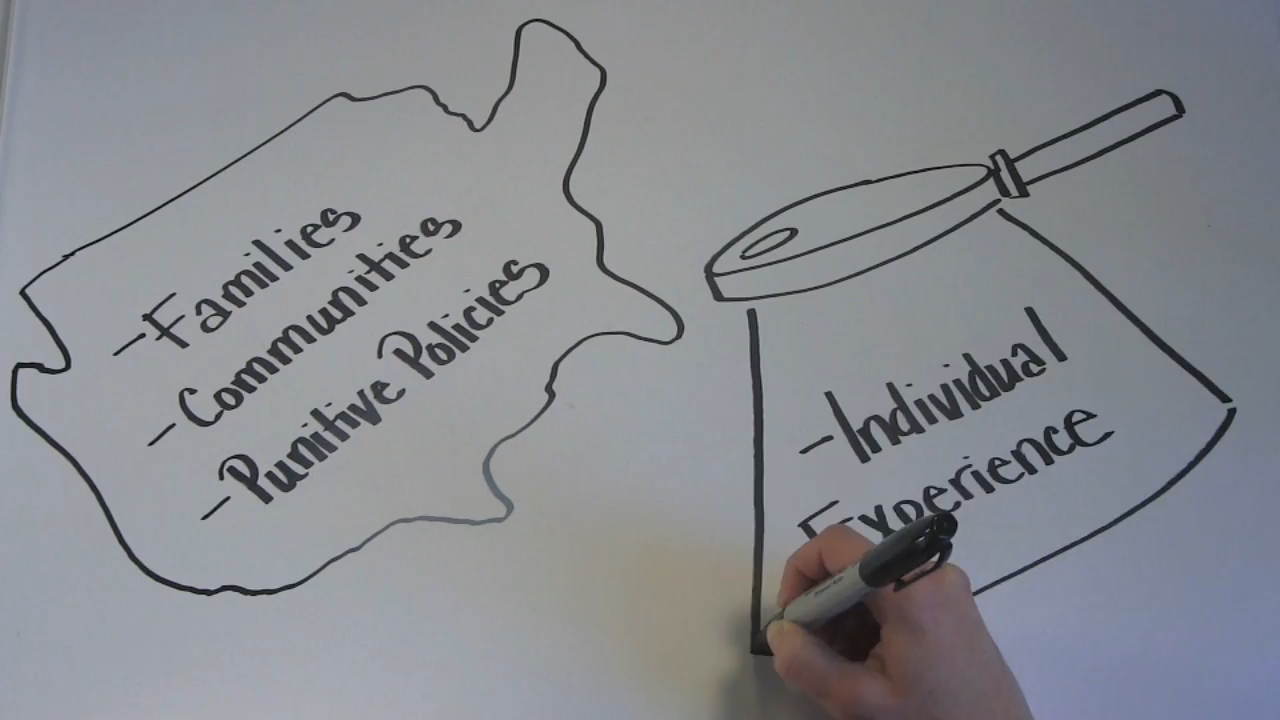 -Families
-Communities
-Punitive Policies
-Individual
Experience